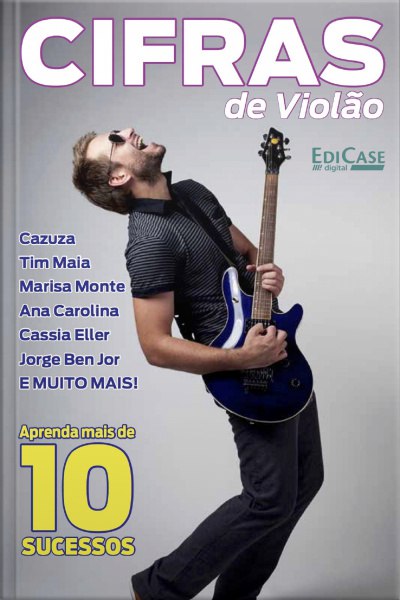 CIFRAS
de Violão
EDICASE
digital
Cazuza
Tim Maia
Marisa Monte
Ana Carolina
Cassia Eller
Jorge Ben Jor
E MUITO MAIS!
Aprenda mais de
10
SUCESSOS